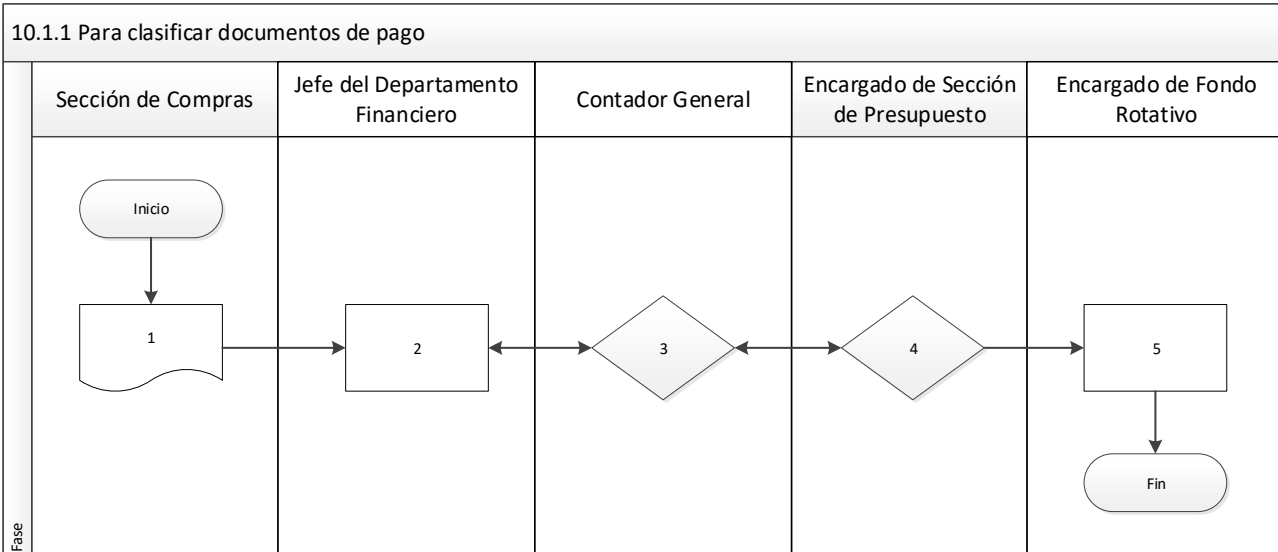 10.1.1 Para clasificar documentos de pago
Sección de Compras
Jefe del Departamento
Financiero
Contador General
Encargado de Sección
de Presupuesto
Encargado de Fondo
Rotativo
Inicio
1
2
3
4
5
Fin
Fase